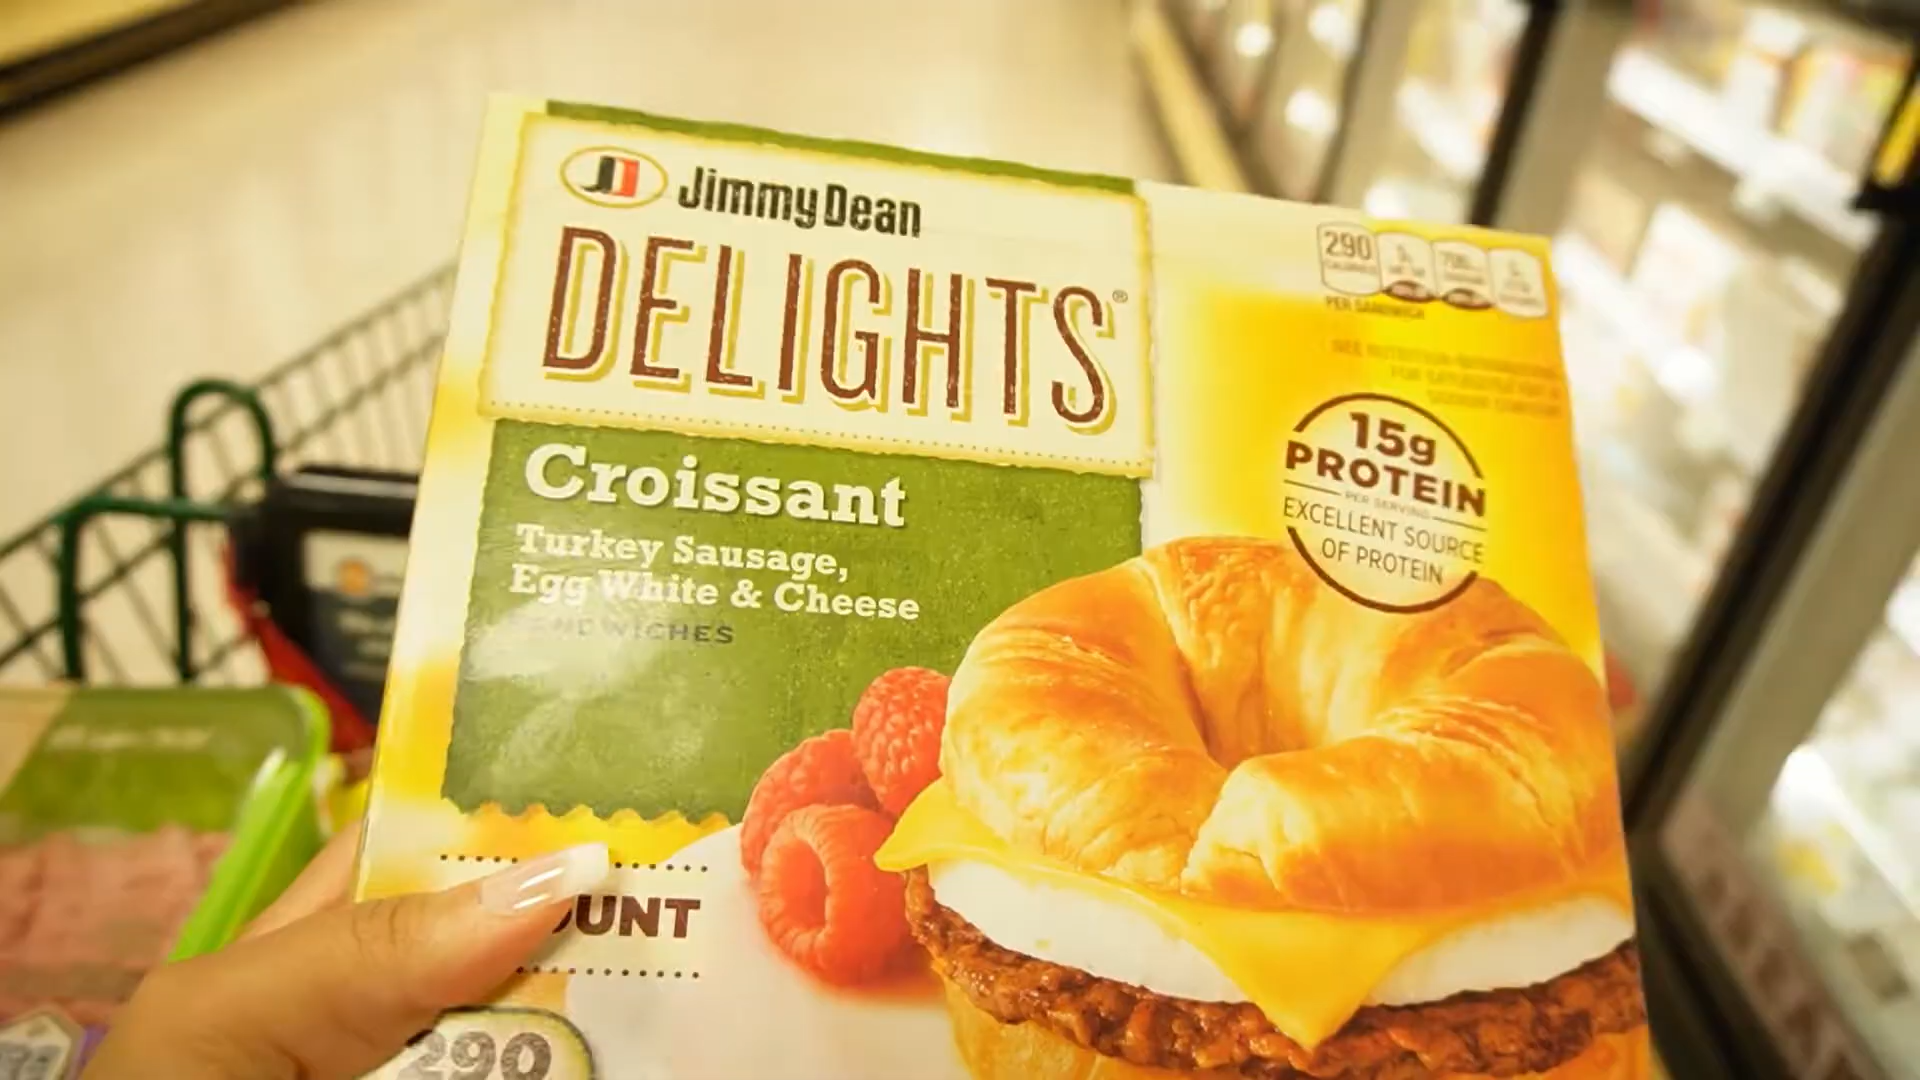 Jimmy Dean
DELIGHTS®
Croissant
Turkey Sausage,
Egg White & Cheese
SANDWICHES
290
CALORIES
PER SANDWICH
15g
PROTEIN
PER SERVING
EXCELLENT SOURCE
OF PROTEIN
OUNT
290